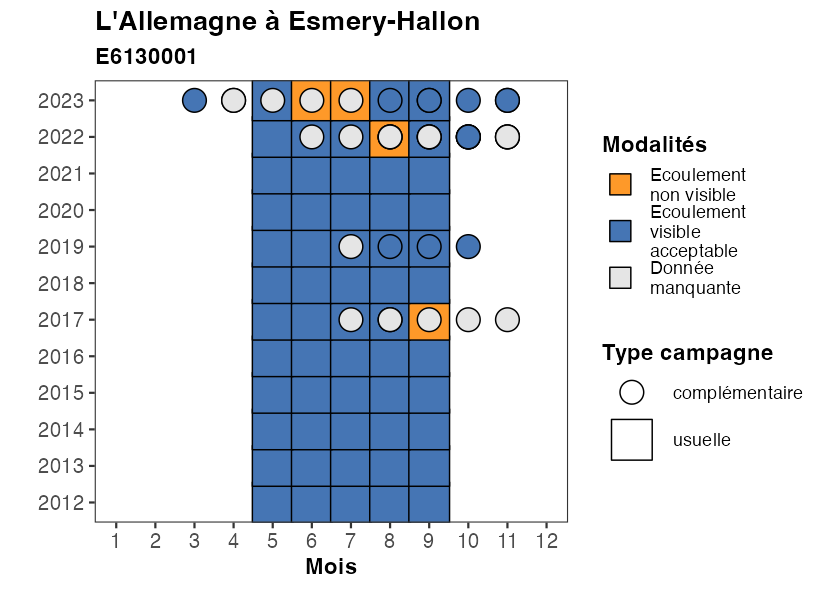 L'Allemagne à Esmery-Hallon
E6130001
2023
2022
2021
2020
2019
2018
2017
2016
2015
2014
2013
2012
1 2 3 4 5 6 7 8 9 10 11 12
Mois
Modalités
Ecoulement
non visible
Ecoulement
visible
acceptable
Donnée
manquante
Type campagne
complémentaire
usuelle